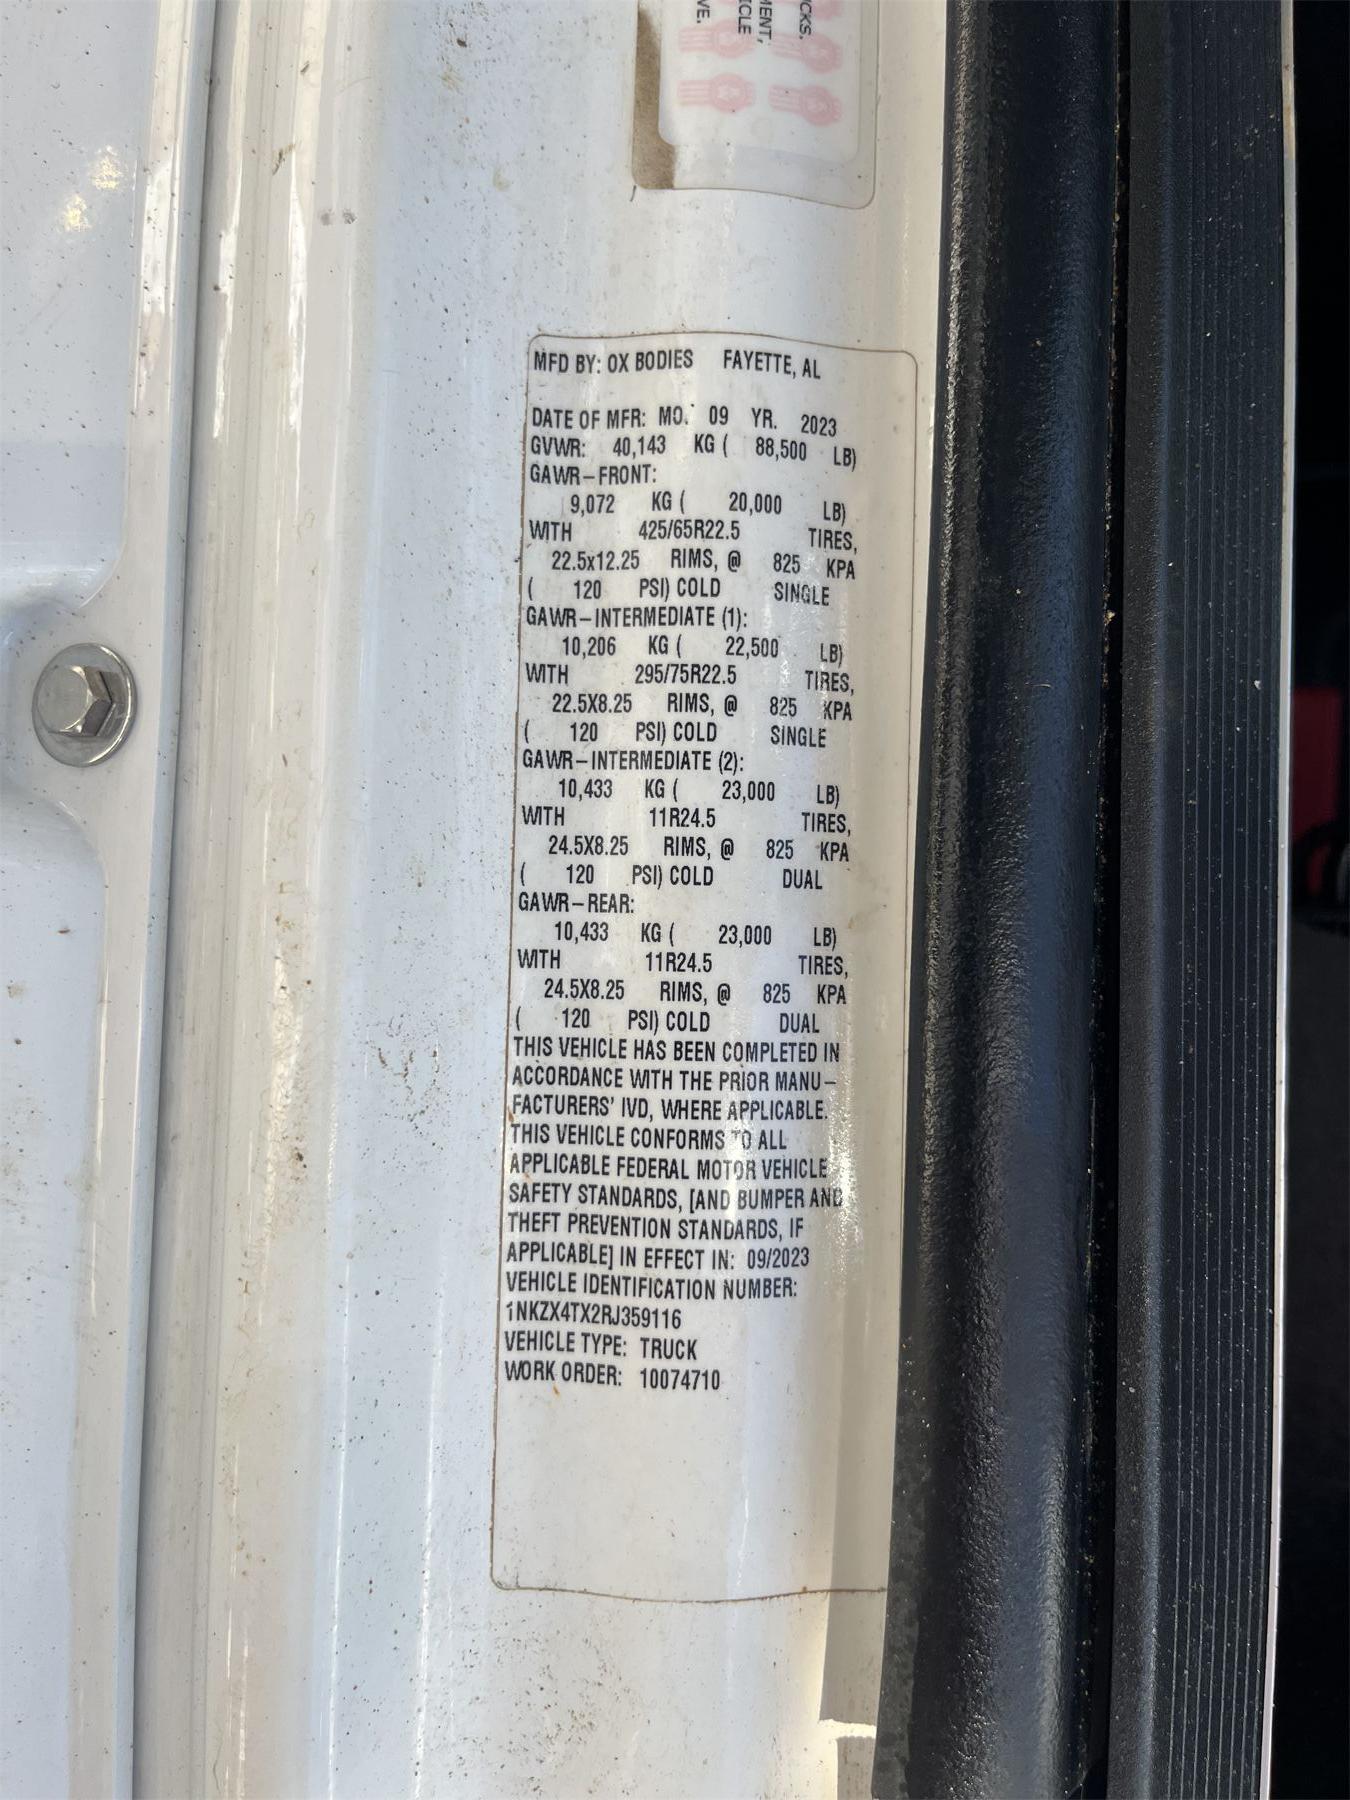 CKS.
MENT,
ICLE
VE.
MFD BY: OX BODIES FAYETTE, AL
DATE OF MFR: MO. 09 YR. 2023
GVWR: 40,143 KG ( 88,500 LB)
GAWR-FRONT:
9,072 KG ( 20,000 LB)
WITH 425/65R22.5 TIRES,
22.5x12.25 RIMS, @ 825 KPA
( 120 PSI) COLD SINGLE
GAWR-INTERMEDIATE (1):
10,206 KG ( 22,500 LB)
WITH 295/75R22.5 TIRES,
22.5X8.25 RIMS, @ 825 KPA
( 120 PSI) COLD SINGLE
GAWR-INTERMEDIATE (2):
10,433 KG ( 23,000 LB)
WITH 11R24.5 TIRES,
24.5X8.25 RIMS, @ 825 KPA
( 120 PSI) COLD DUAL
GAWR-REAR:
10,433 KG ( 23,000 LB)
WITH 11R24.5 TIRES,
24.5X8.25 RIMS, @ 825 KPA
( 120 PSI) COLD DUAL
THIS VEHICLE HAS BEEN COMPLETED IN
ACCORDANCE WITH THE PRIOR MANU-
FACTURERS' IVD, WHERE APPLICABLE.
THIS VEHICLE CONFORMS TO ALL
APPLICABLE FEDERAL MOTOR VEHICLE
SAFETY STANDARDS, [AND BUMPER AND
THEFT PREVENTION STANDARDS, IF
APPLICABLE] IN EFFECT IN: 09/2023
VEHICLE IDENTIFICATION NUMBER:
1NKZX4TX2RJ359116
VEHICLE TYPE: TRUCK
WORK ORDER: 10074710